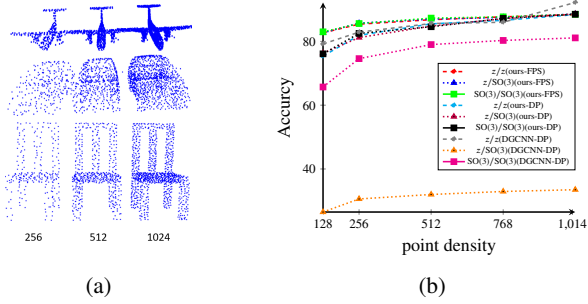 256 512 1024
(a)
Accurcy
80
60
40
128 256 512 768 1,014
point density
z/z(ours-FPS)
z/SO(3)(ours-FPS)
SO(3)/SO(3)(ours-FPS)
z/z(ours-DP)
z/SO(3)(ours-DP)
SO(3)/SO(3)(ours-DP)
z/z(DGCNN-DP)
z/SO(3)(DGCNN-DP)
SO(3)/SO(3)(DGCNN-DP)
(b)